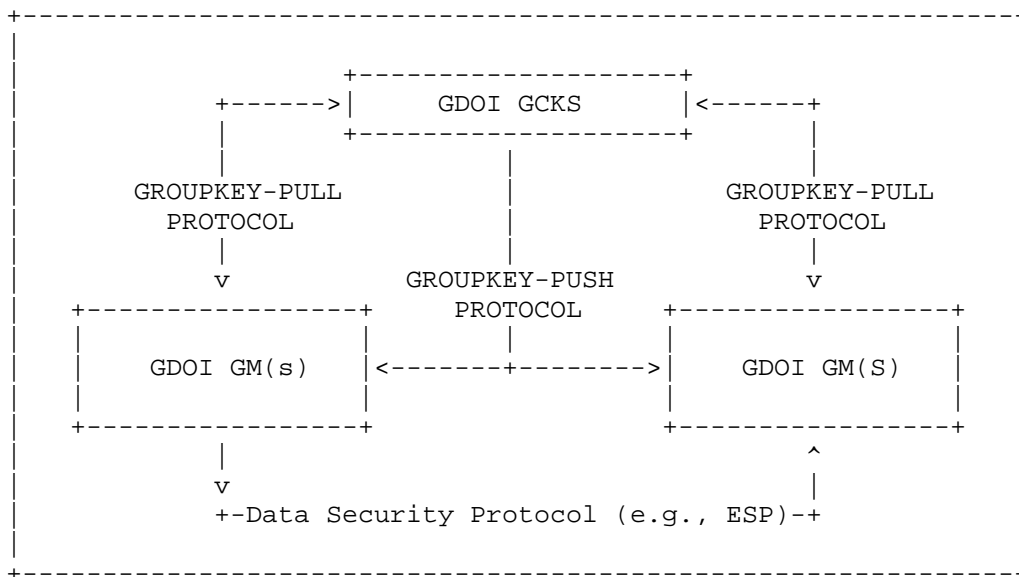 GDOI GCKS
GROUPKEY-PULL GROUPKEY-PULL
PROTOCOL PROTOCOL
GROUPKEY-PUSH
PROTOCOL
GDOI GM(s) GDOI GM(S)
Data Security Protocol (e.g., ESP)